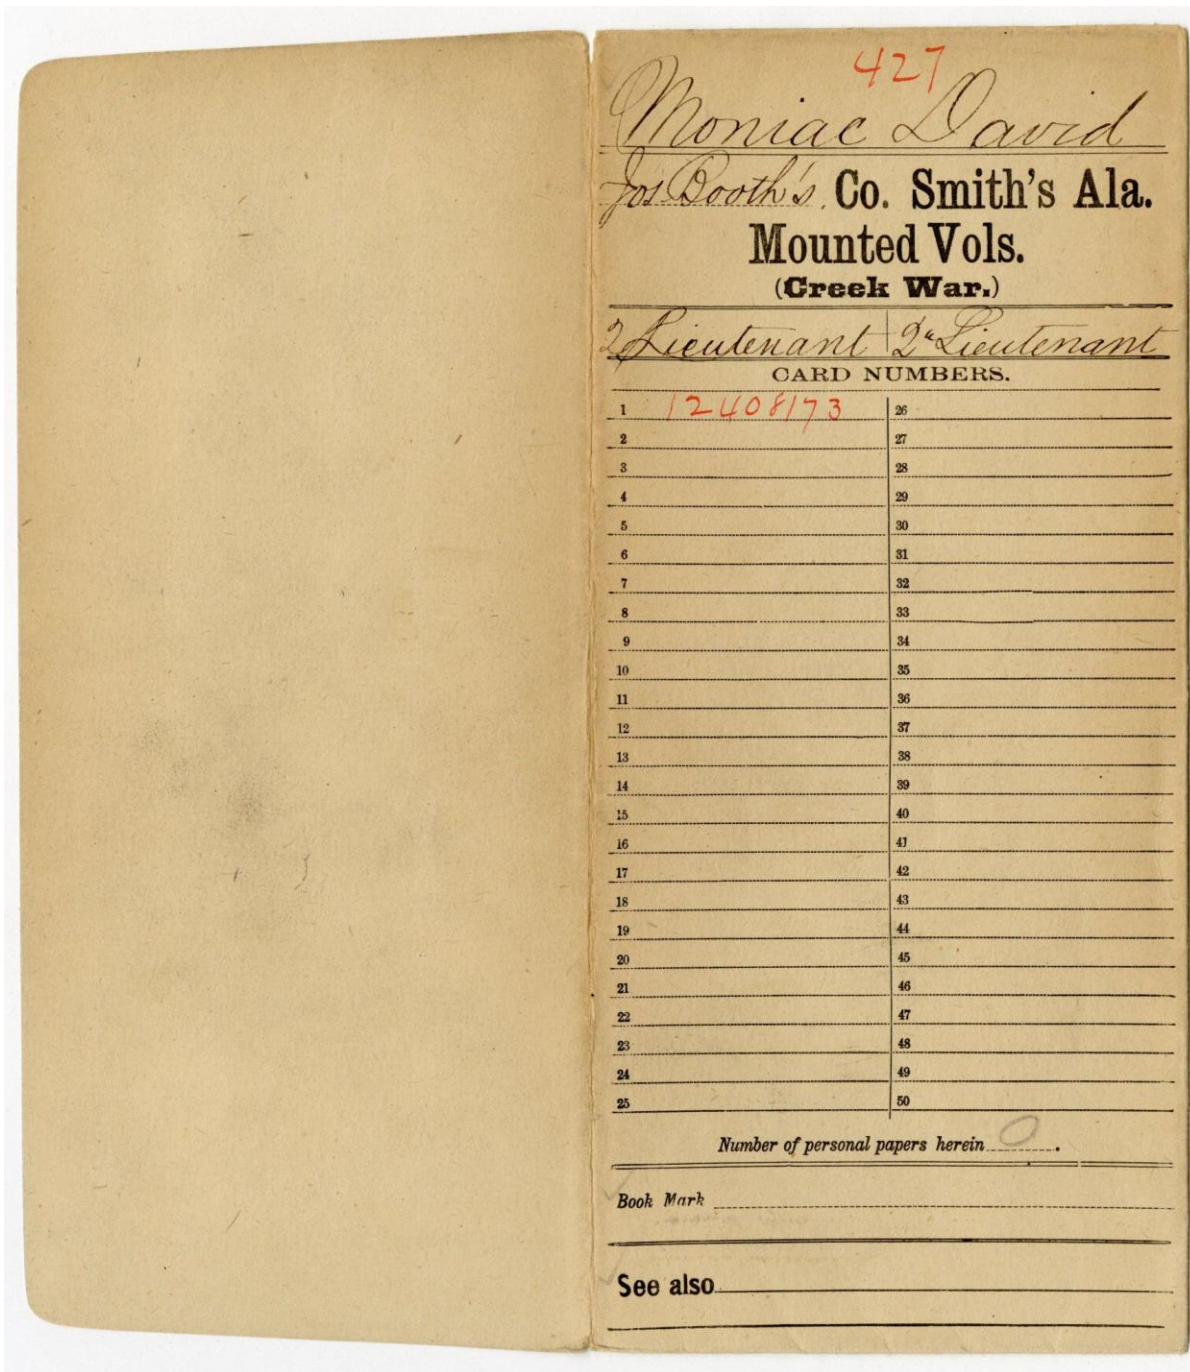 427
Moniac David
Jos Booth's Co. Smith's Ala.
Mounted Vols.
(Creek War.)
2 Lieutenant 2d Lieutenant
CARD NUMBERS.
1 12408173 26
2 27
3 28
4 29
5 30
6 31
7 32
8 33
9 34
10 35
11 36
12 37
13 38
14 39
15 40
16 41
17 42
18 43
19 44
20 45
21 46
22 47
23 48
24 49
25 50
Number of personal papers herein 0.
Book Mark
See also